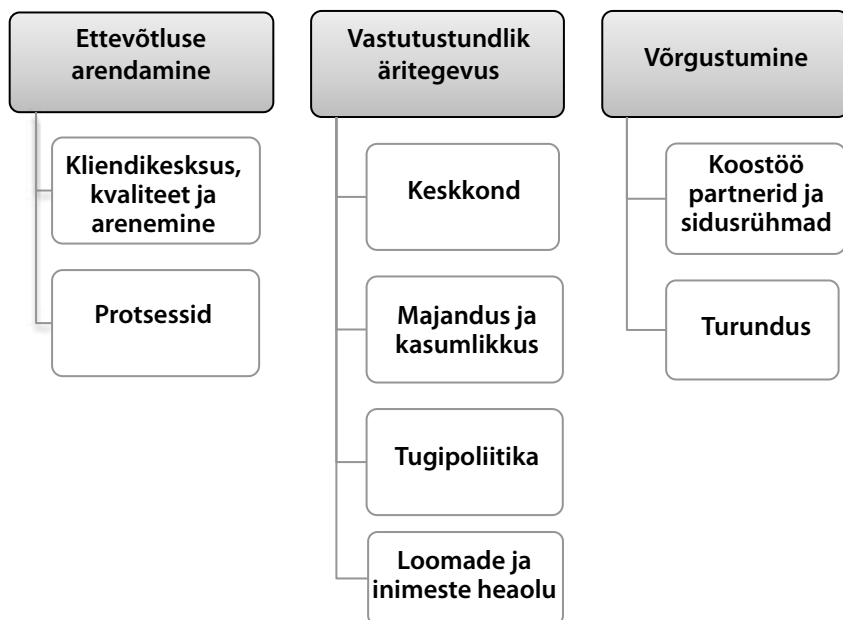 Ettevõtluse
arendamine
Kliendikesksus,
kvaliteet ja
arenemine
Protsessid
Vastutustundlik
äritegevus
Keskkond
Majandus ja
kasumlikkus
Tugipoliitika
Loomade ja
inimeste heaolu
Võrgustumine
Koostöö
partnerid ja
sidusrühmad
Turundus